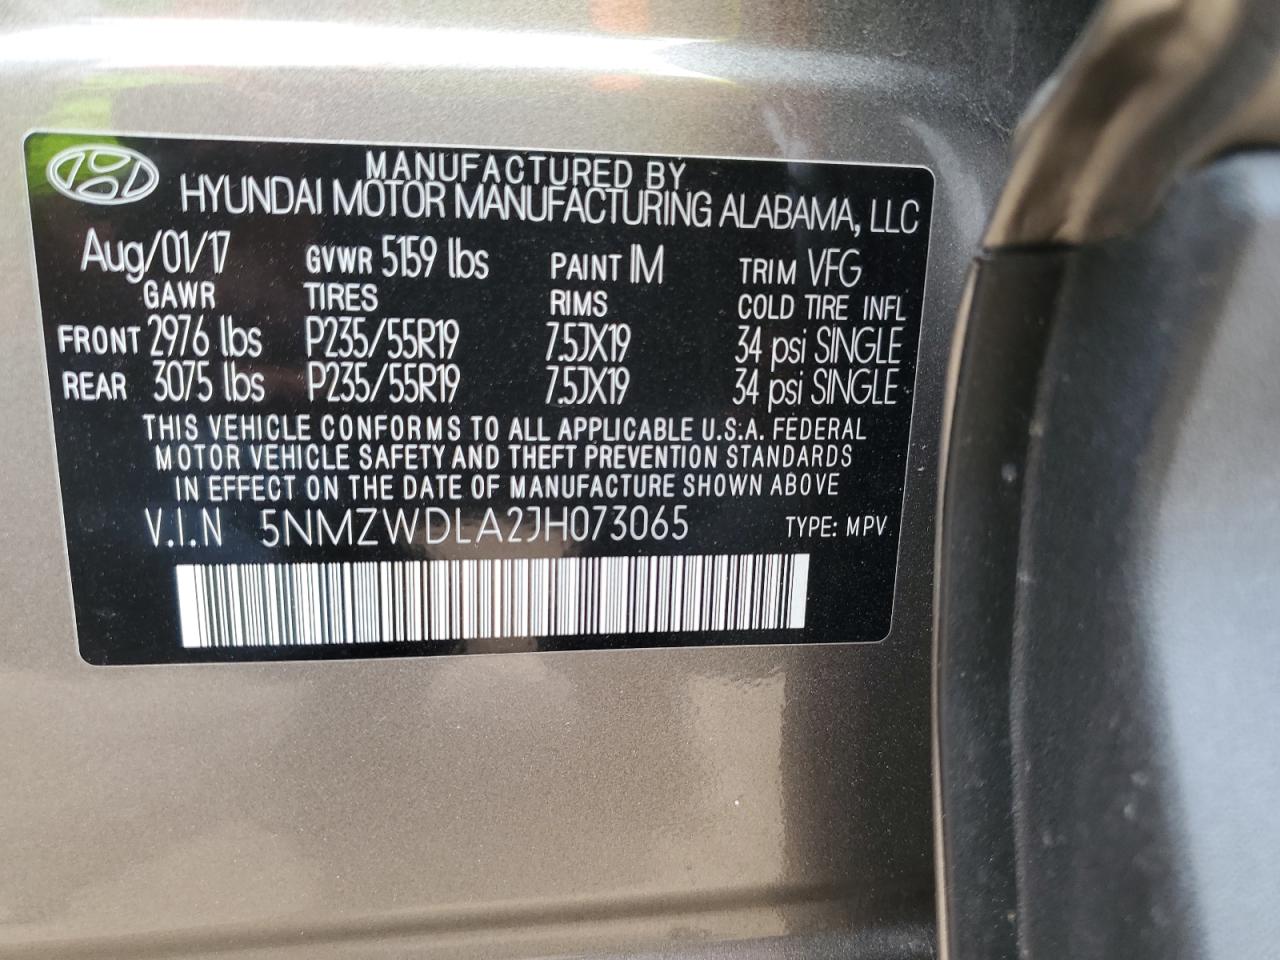 MANUFACTURED BY
HYUNDAI MOTOR MANUFACTURING ALABAMA, LLC
Aug/01/17 GVWR 5159 lbs PAINT IM TRIM VFG
GAWR TIRES RIMS COLD TIRE INFL
FRONT 2976 lbs P235/55R19 7.5JX19 34 psi SINGLE
REAR 3075 lbs P235/55R19 7.5JX19 34 psi SINGLE
THIS VEHICLE CONFORMS TO ALL APPLICABLE U.S.A. FEDERAL
MOTOR VEHICLE SAFETY AND THEFT PREVENTION STANDARDS
IN EFFECT ON THE DATE OF MANUFACTURE SHOWN ABOVE
V.I.N 5NMZWDLA2JH073065 TYPE: MPV